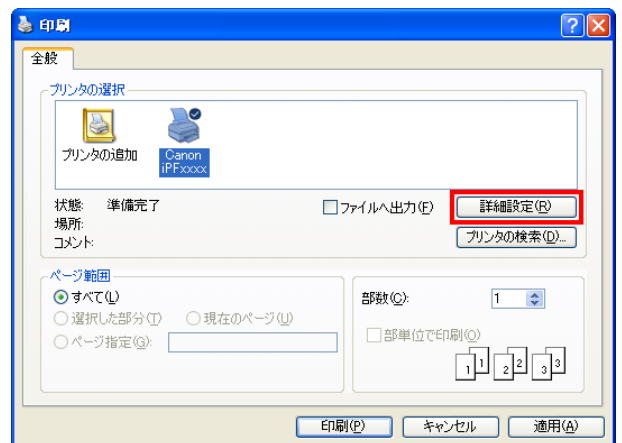 印刷
全般
プリンタの選択
プリンタの追加
Canon
iPFxxxx
状態: 準備完了
ファイルへ出力(F)
詳細設定(R)
場所:
コメント:
プリンタの検索(D)...
ページ範囲
すべて(L)
選択した部分(T) 現在のページ(U)
ページ指定(G):
部数(C): 1
部単位で印刷(O)
1 1 2 2 3 3
印刷(P) キャンセル 適用(A)